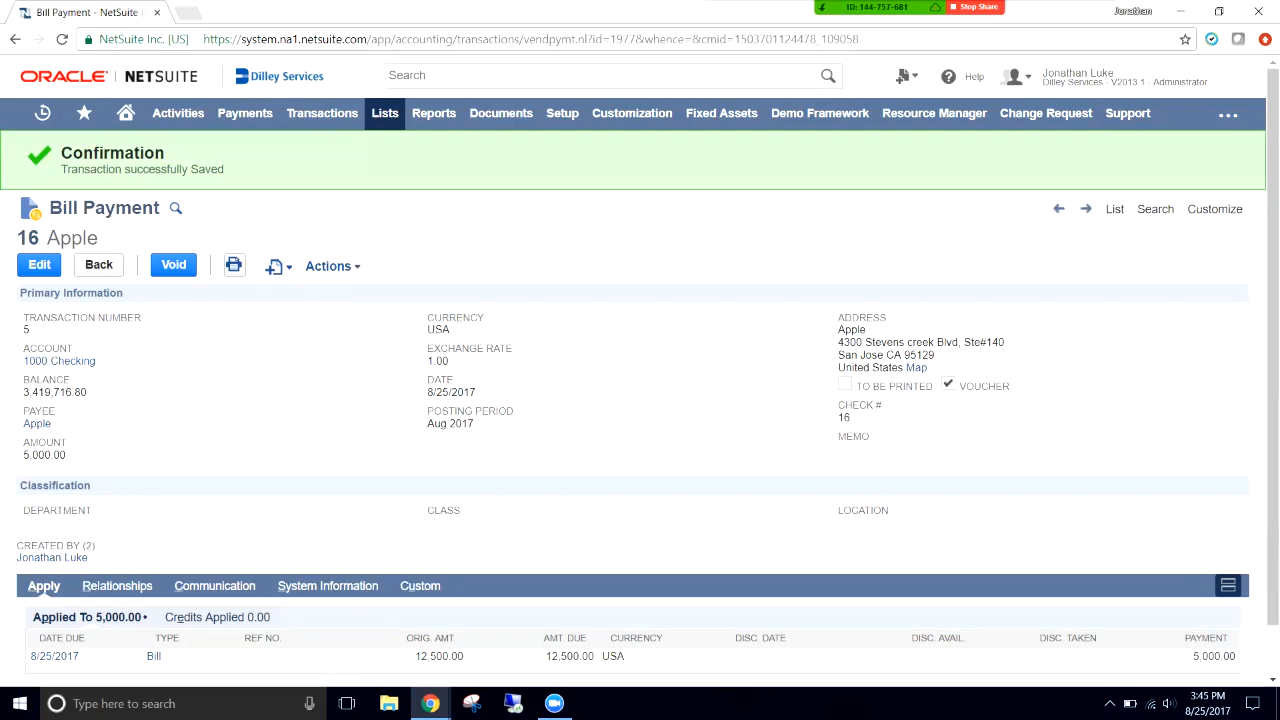 Bill Payment - NetSuite (
ID: 144-757-681 Stop Share
Jonathan
NetSuite Inc. [US] https://system.na1.netsuite.com/app/accounting/transactions/vendpymt.nl?id=1977&whence=&cmid=1503701124478_109058
ORACLE NETSUITE Dilley Services Search Help Jonathan Luke
Dilley Services - V2013.1 - Administrator
Activities Payments Transactions Lists Reports Documents Setup Customization Fixed Assets Demo Framework Resource Manager Change Request Support
Confirmation
Transaction successfully Saved
Bill Payment List Search Customize
16 Apple
Edit Back Void Actions
Primary Information
TRANSACTION NUMBER
5
ACCOUNT
1000 Checking
BALANCE
3,419,716.80
PAYEE
Apple
AMOUNT
5,000.00
CURRENCY
USA
EXCHANGE RATE
1.00
DATE
8/25/2017
POSTING PERIOD
Aug 2017
ADDRESS
Apple
4300 Stevens creek Blvd, Ste#140
San Jose CA 95129
United States Map
TO BE PRINTED VOUCHER
CHECK #
16
MEMO
Classification
DEPARTMENT CLASS LOCATION
CREATED BY (2)
Jonathan Luke
Apply Relationships Communication System Information Custom
Applied To 5,000.00• Credits Applied 0.00
DATE DUE TYPE REF NO. ORIG. AMT. AMT. DUE CURRENCY DISC. DATE DISC. AVAIL. DISC. TAKEN PAYMENT
8/25/2017 Bill 12,500.00 12,500.00 USA 5,000.00
Type here to search
3:45 PM
8/25/2017